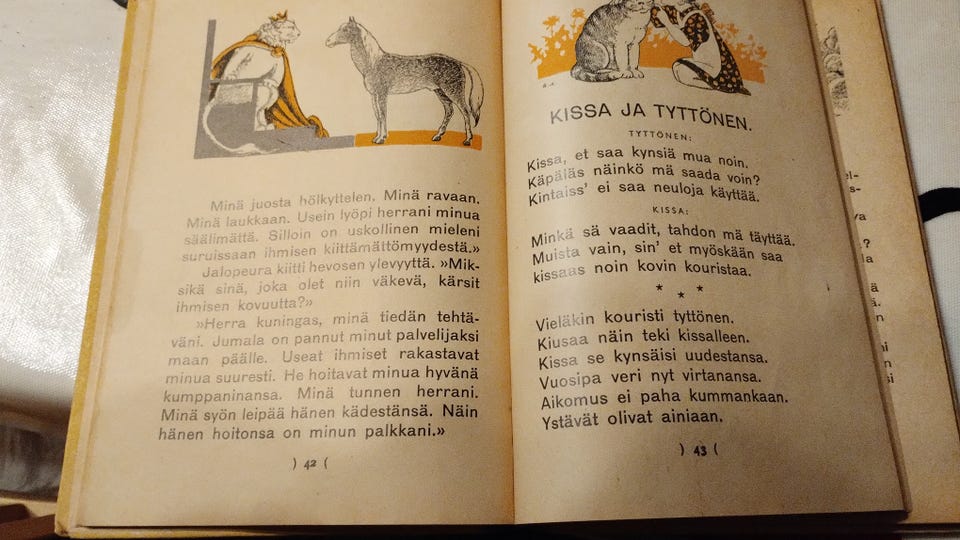 Minä juosta hölkyttelen. Minä ravaan.
Minä laukkaan. Usein lyöpi herrani minua
säälimättä. Silloin on uskollinen mieleni
suruissaan ihmisen kiittämättömyydestä.»
Jalopeura kiitti hevosen ylevyyttä. »Mik-
sikä sinä, joka olet niin väkevä, kärsit
ihmisen kovuutta?»
»Herra kuningas, minä tiedän tehtä-
väni. Jumala on pannut minut palvelijaksi
maan päälle. Useat ihmiset rakastavat
minua suuresti. He hoitavat minua hyvänä
kumppaninansa. Minä tunnen herrani.
Minä syön leipää hänen kädestänsä. Näin
hänen hoitonsa on minun palkkani.»
) 42 (
KISSA JA TYTTÖNEN.
TYTTÖNEN:
Kissa, et saa kynsiä mua noin.
Käpäläs näinkö mä saada voin?
Kintaiss' ei saa neuloja käyttää.
KISSA:
Minkä sä vaadit, tahdon mä täyttää.
Muista vain, sin' et myöskään saa
kissaas noin kovin kouristaa.
* * *
Vieläkin kouristi tyttönen.
Kiusaa näin teki kissalleen.
Kissa se kynsäisi uudestansa.
Vuosipa veri nyt virtanansa.
Aikomus ei paha kummankaan.
Ystävät olivat ainiaan.
) 43 (